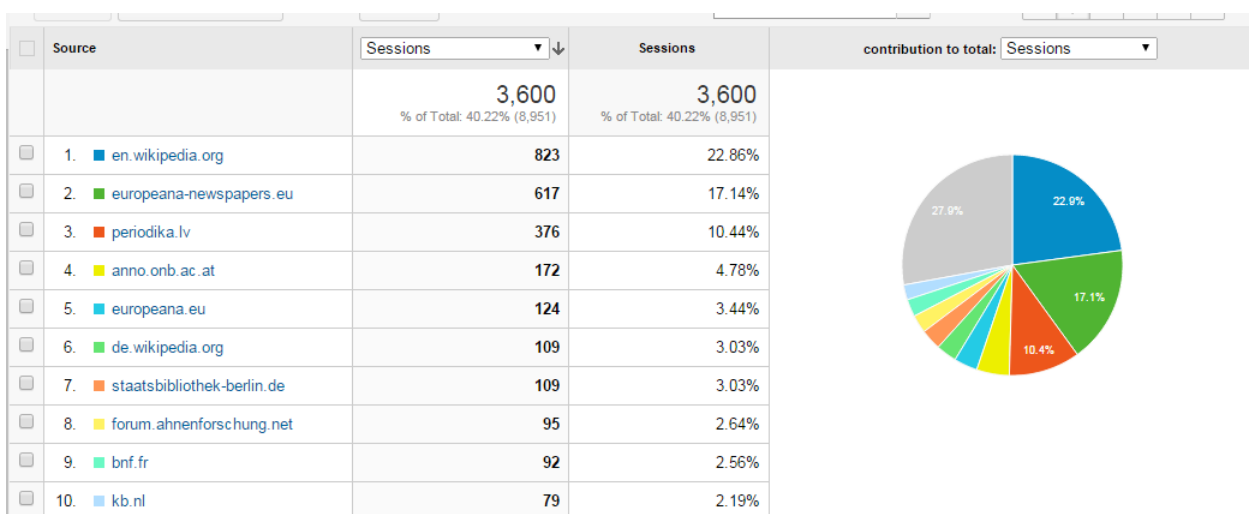 Source Sessions Sessions contribution to total: Sessions
3,600 3,600
% of Total: 40.22% (8,951) % of Total: 40.22% (8,951)
1. en.wikipedia.org 823 22.86%
2. europeana-newspapers.eu 617 17.14%
3. periodika.lv 376 10.44%
4. anno.onb.ac.at 172 4.78%
5. europeana.eu 124 3.44%
6. de.wikipedia.org 109 3.03%
7. staatsbibliothek-berlin.de 109 3.03%
8. forum.ahnenforschung.net 95 2.64%
9. bnf.fr 92 2.56%
10. kb.nl 79 2.19%
27.9% 22.9%
17.1%
10.4%